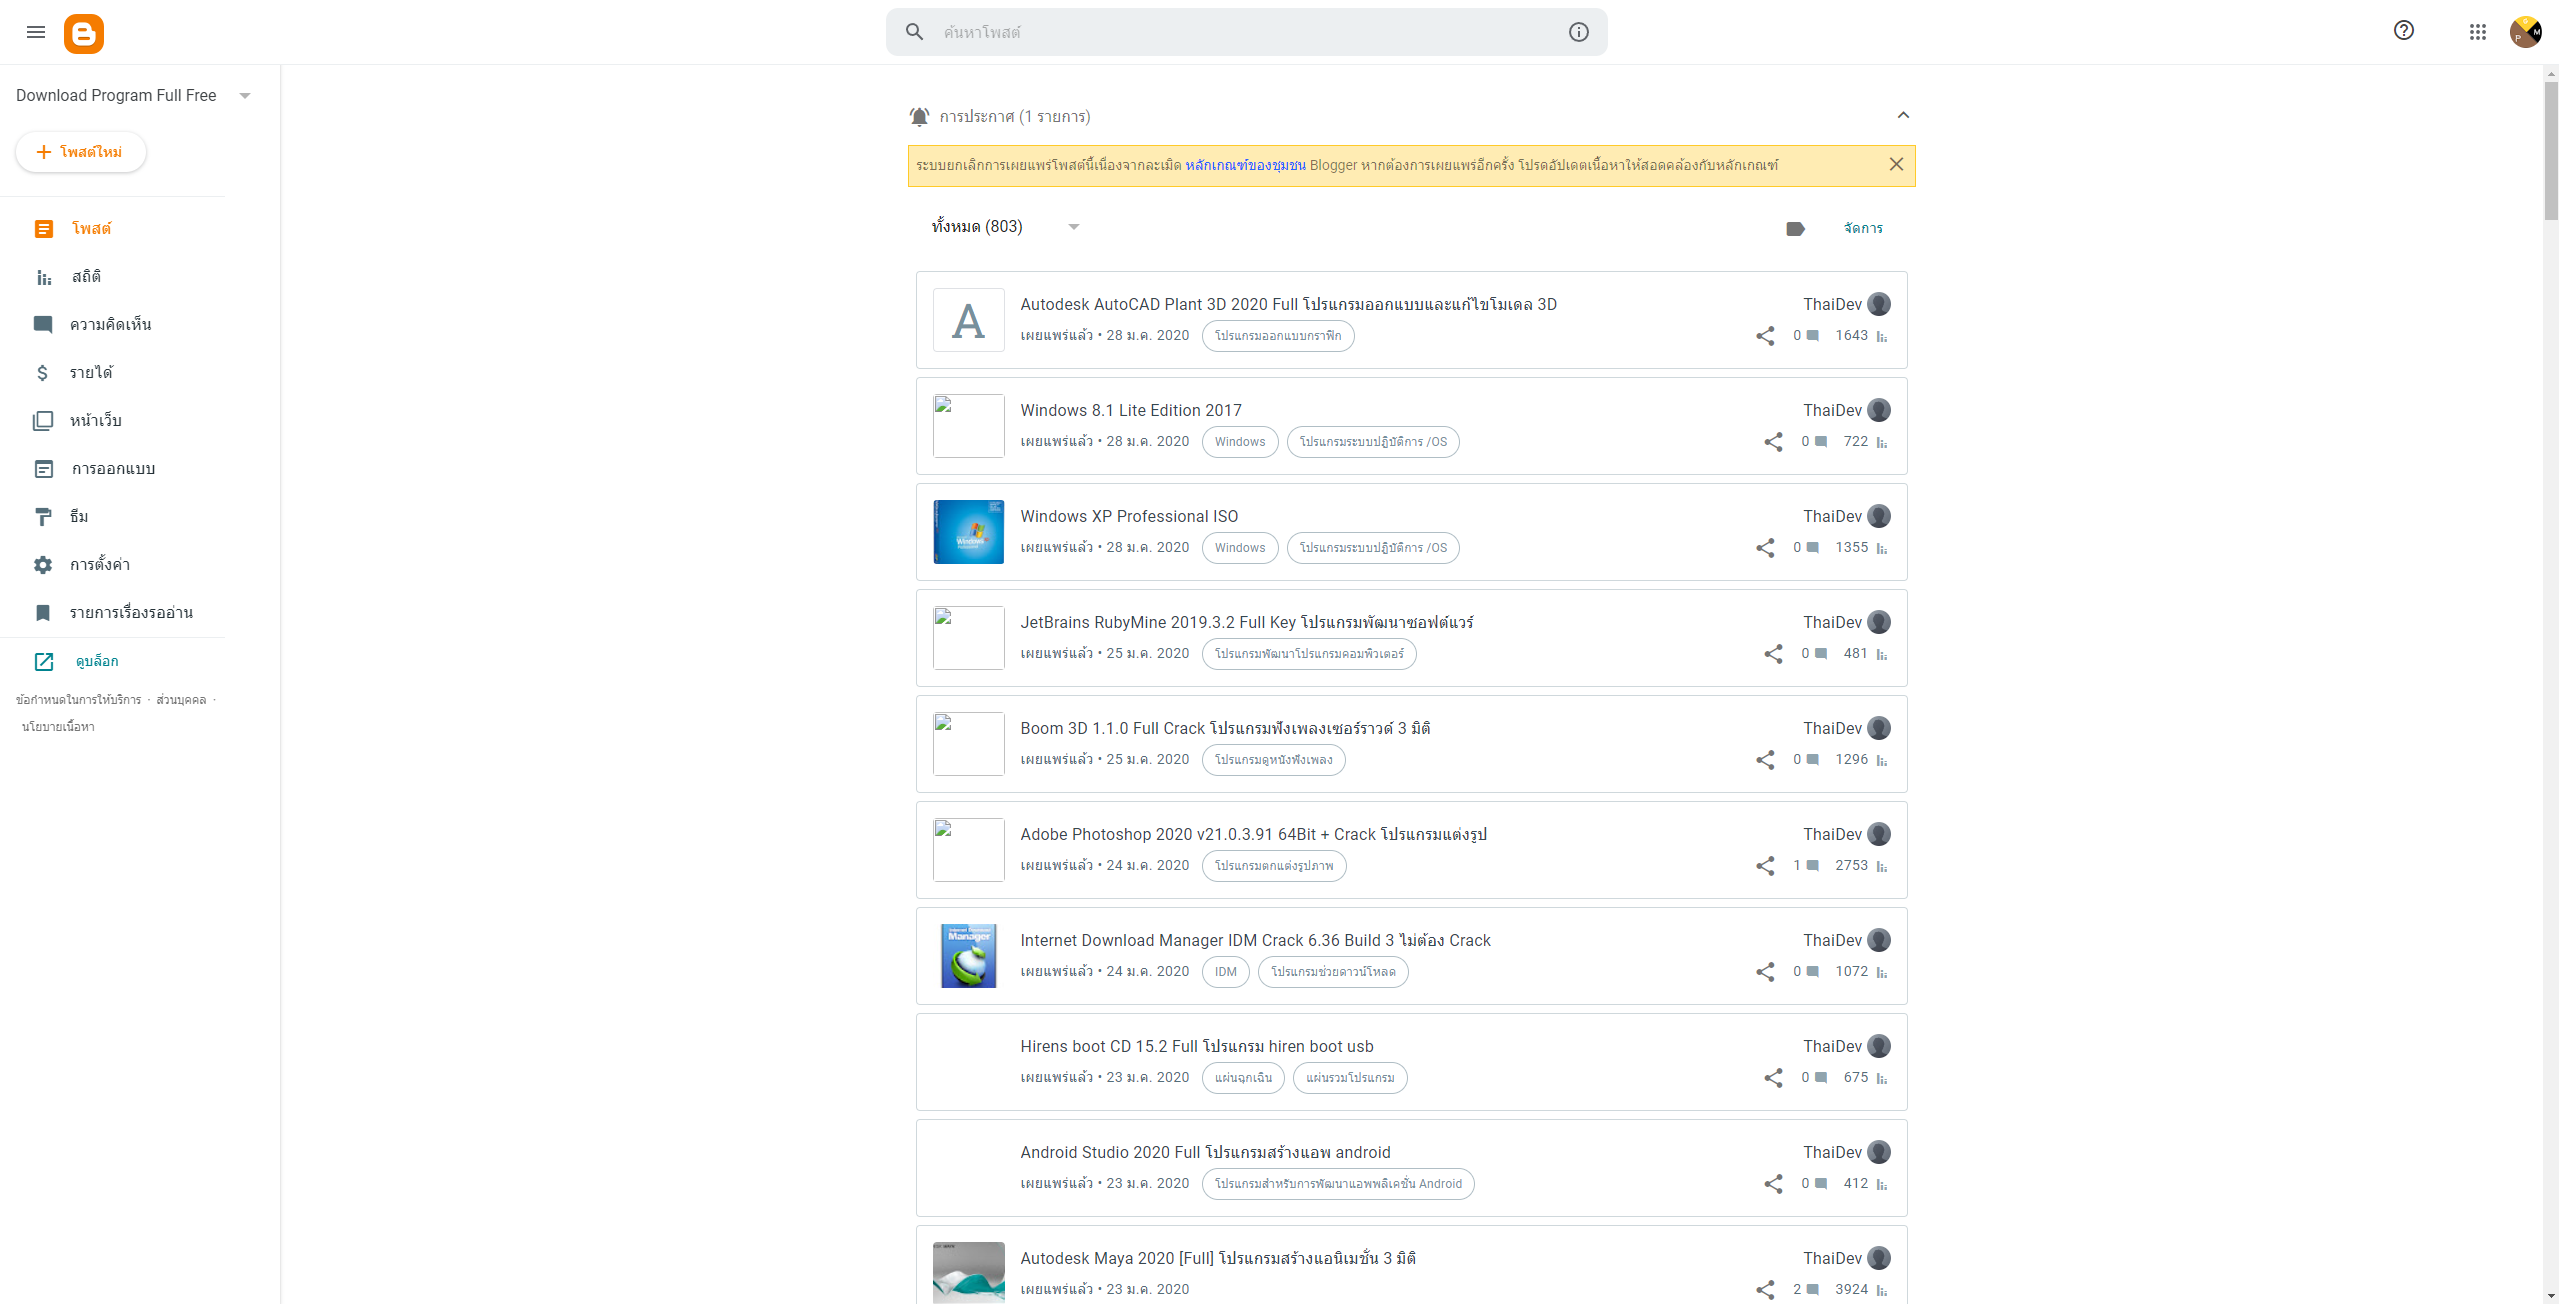 ค้นหาโพสต์
Download Program Full Free
โพสต์ใหม่
โพสต์
สถิติ
ความคิดเห็น
รายได้
หน้าเว็บ
การออกแบบ
ธีม
การตั้งค่า
รายการเรื่องรออ่าน
ดูบล็อก
ข้อกำหนดในการให้บริการ · ส่วนบุคคล ·
นโยบายเนื้อหา
การประกาศ (1 รายการ)
ระบบยกเลิกการเผยแพร่โพสต์นี้เนื่องจากละเมิด หลักเกณฑ์ของชุมชน Blogger หากต้องการเผยแพร่อีกครั้ง โปรดอัปเดตเนื้อหาให้สอดคล้องกับหลักเกณฑ์
ทั้งหมด (803)
จัดการ
A
Autodesk AutoCAD Plant 3D 2020 Full โปรแกรมออกแบบและแก้ไขโมเดล 3D
ThaiDev
เผยแพร่แล้ว • 28 ม.ค. 2020 โปรแกรมออกแบบกราฟิก
0 1643
Windows 8.1 Lite Edition 2017
ThaiDev
เผยแพร่แล้ว • 28 ม.ค. 2020 Windows โปรแกรมระบบปฏิบัติการ /OS
0 722
Windows XP Professional ISO
ThaiDev
เผยแพร่แล้ว • 28 ม.ค. 2020 Windows โปรแกรมระบบปฏิบัติการ /OS
0 1355
JetBrains RubyMine 2019.3.2 Full Key โปรแกรมพัฒนาซอฟต์แวร์
ThaiDev
เผยแพร่แล้ว • 25 ม.ค. 2020 โปรแกรมพัฒนาโปรแกรมคอมพิวเตอร์
0 481
Boom 3D 1.1.0 Full Crack โปรแกรมฟังเพลงเซอร์ราวด์ 3 มิติ
ThaiDev
เผยแพร่แล้ว • 25 ม.ค. 2020 โปรแกรมดูหนังฟังเพลง
0 1296
Adobe Photoshop 2020 v21.0.3.91 64Bit + Crack โปรแกรมแต่งรูป
ThaiDev
เผยแพร่แล้ว • 24 ม.ค. 2020 โปรแกรมตกแต่งรูปภาพ
1 2753
Internet Download Manager IDM Crack 6.36 Build 3 ไม่ต้อง Crack
ThaiDev
เผยแพร่แล้ว • 24 ม.ค. 2020 IDM โปรแกรมช่วยดาวน์โหลด
0 1072
Hirens boot CD 15.2 Full โปรแกรม hiren boot usb
ThaiDev
เผยแพร่แล้ว • 23 ม.ค. 2020 แผ่นฉุกเฉิน แผ่นรวมโปรแกรม
0 675
Android Studio 2020 Full โปรแกรมสร้างแอพ android
ThaiDev
เผยแพร่แล้ว • 23 ม.ค. 2020 โปรแกรมสำหรับการพัฒนาแอพพลิเคชั่น Android
0 412
Autodesk Maya 2020 [Full] โปรแกรมสร้างแอนิเมชั่น 3 มิติ
ThaiDev
เผยแพร่แล้ว • 23 ม.ค. 2020
2 3924